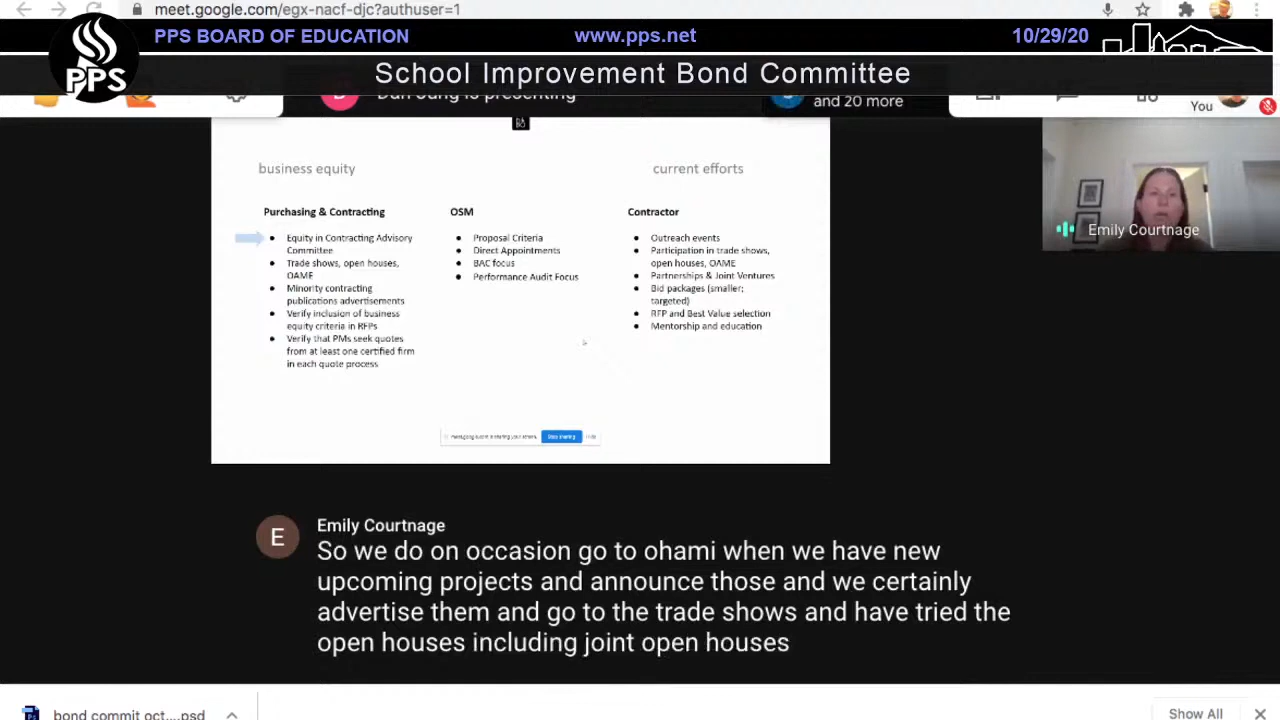 meet.google.com/egx-nacf-djc?authuser=1
PPS BOARD OF EDUCATION
www.pps.net
10/29/20
PPS
School Improvement Bond Committee
Dan Jung is presenting
and 20 more
You
business equity
current efforts
Purchasing & Contracting
Equity in Contracting Advisory
Committee
Trade shows, open houses,
OAME
Minority contracting
publications advertisements
Verify inclusion of business
equity criteria in RFPs
Verify that PMs seek quotes
from at least one certified firm
in each quote process
OSM
Proposal Criteria
Direct Appointments
BAC focus
Performance Audit Focus
Contractor
Outreach events
Participation in trade shows,
open houses, OAME
Partnerships & Joint Ventures
Bid packages (smaller;
targeted)
RFP and Best Value selection
Mentorship and education
Emily Courtnage
is sharing your screen.
Stop sharing
Hide
E
Emily Courtnage
So we do on occasion go to ohami when we have new
upcoming projects and announce those and we certainly
advertise them and go to the trade shows and have tried the
open houses including joint open houses
bond commit oct....psd
Show All